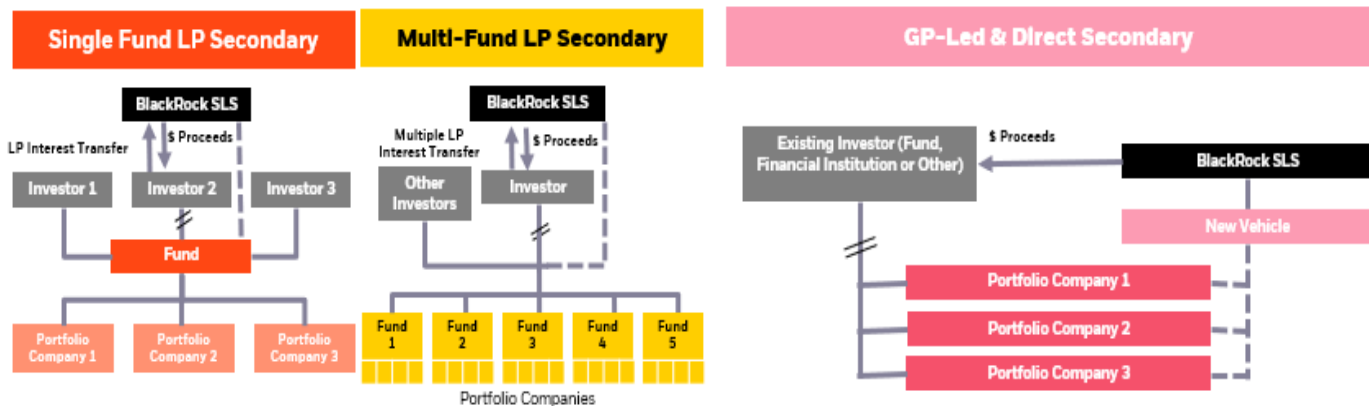 Single Fund LP Secondary
BlackRock SLS
LP Interest Transfer
$ Proceeds
Investor 1
Investor 2
Investor 3
Fund
Portfolio
Company 1
Portfolio
Company 2
Portfolio
Company 3
Multi-Fund LP Secondary
BlackRock SLS
Multiple LP
Interest Transfer
$ Proceeds
Other
Investors
Investor
Fund
1
Fund
2
Fund
3
Fund
4
Fund
5
Portfolio Companies
GP-Led & Direct Secondary
Existing Investor (Fund,
Financial Institution or Other)
$ Proceeds
BlackRock SLS
New Vehicle
Portfolio Company 1
Portfolio Company 2
Portfolio Company 3